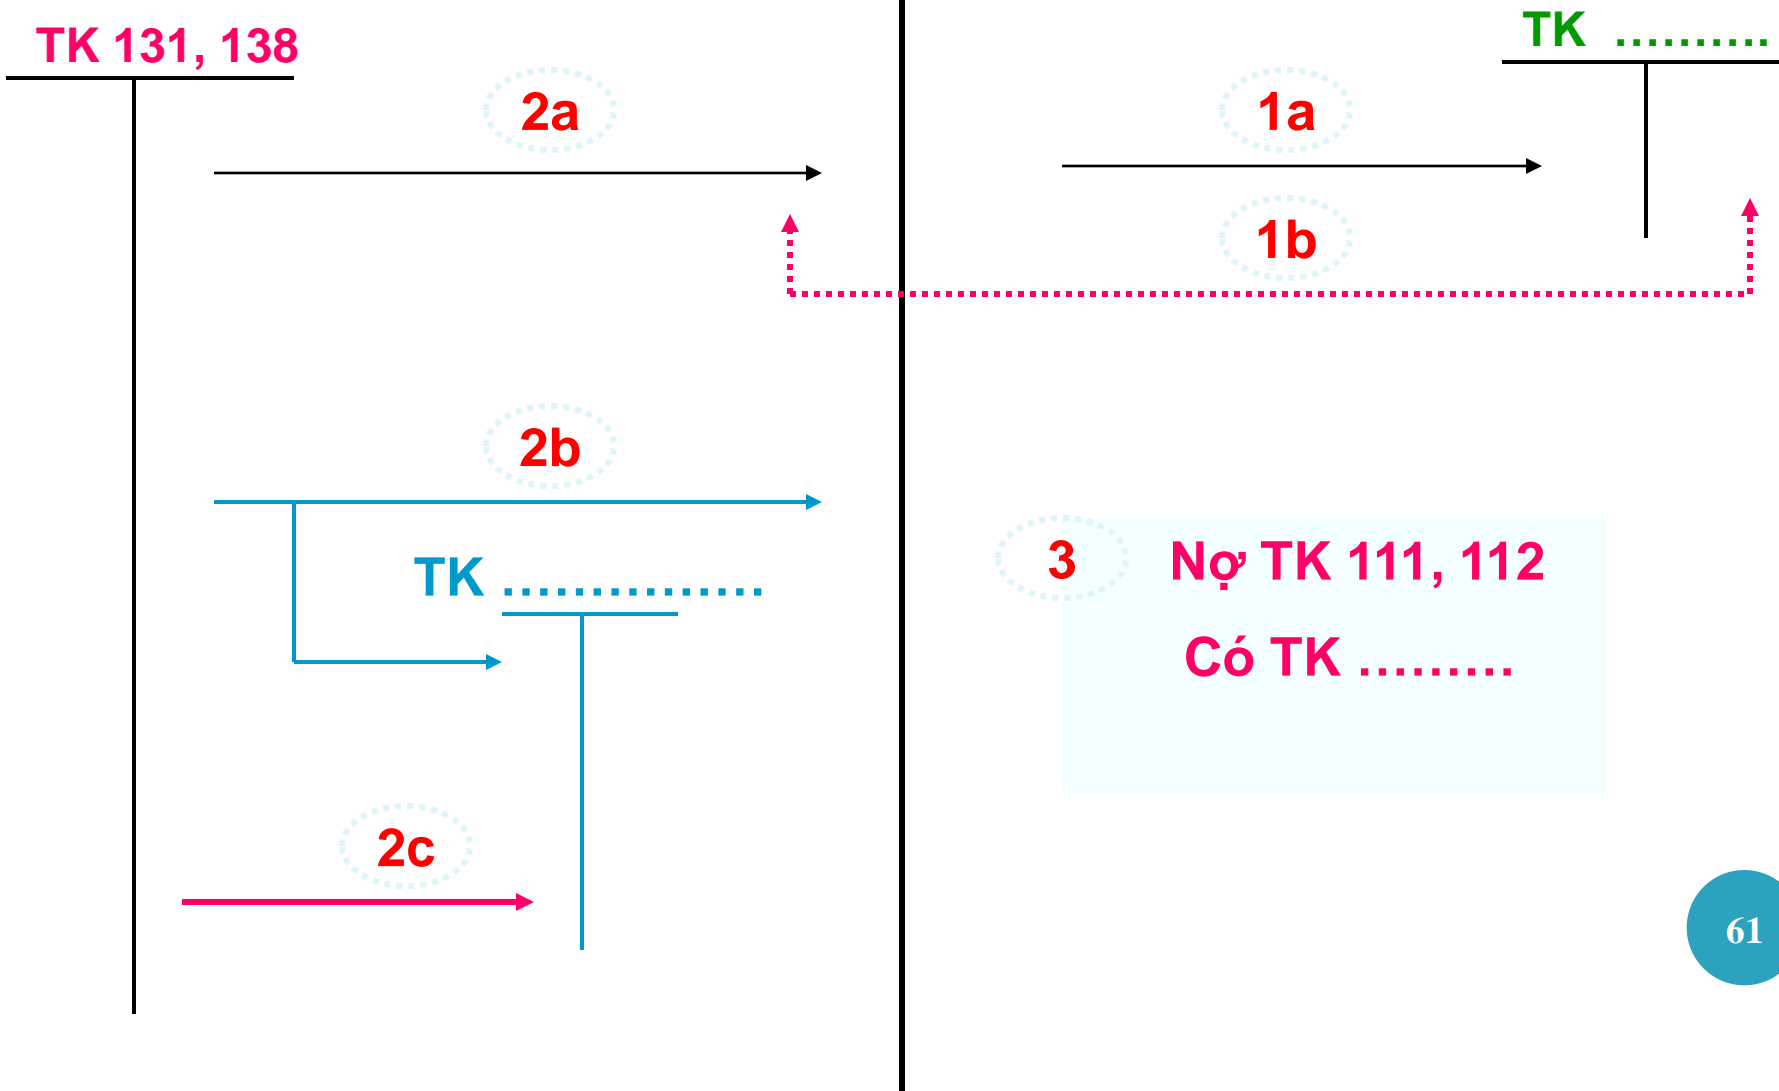 TK 131, 138
TK ……….
2a
1a
1b
2b
TK ……………
3
Nợ TK 111, 112
Có TK ………
2c
61